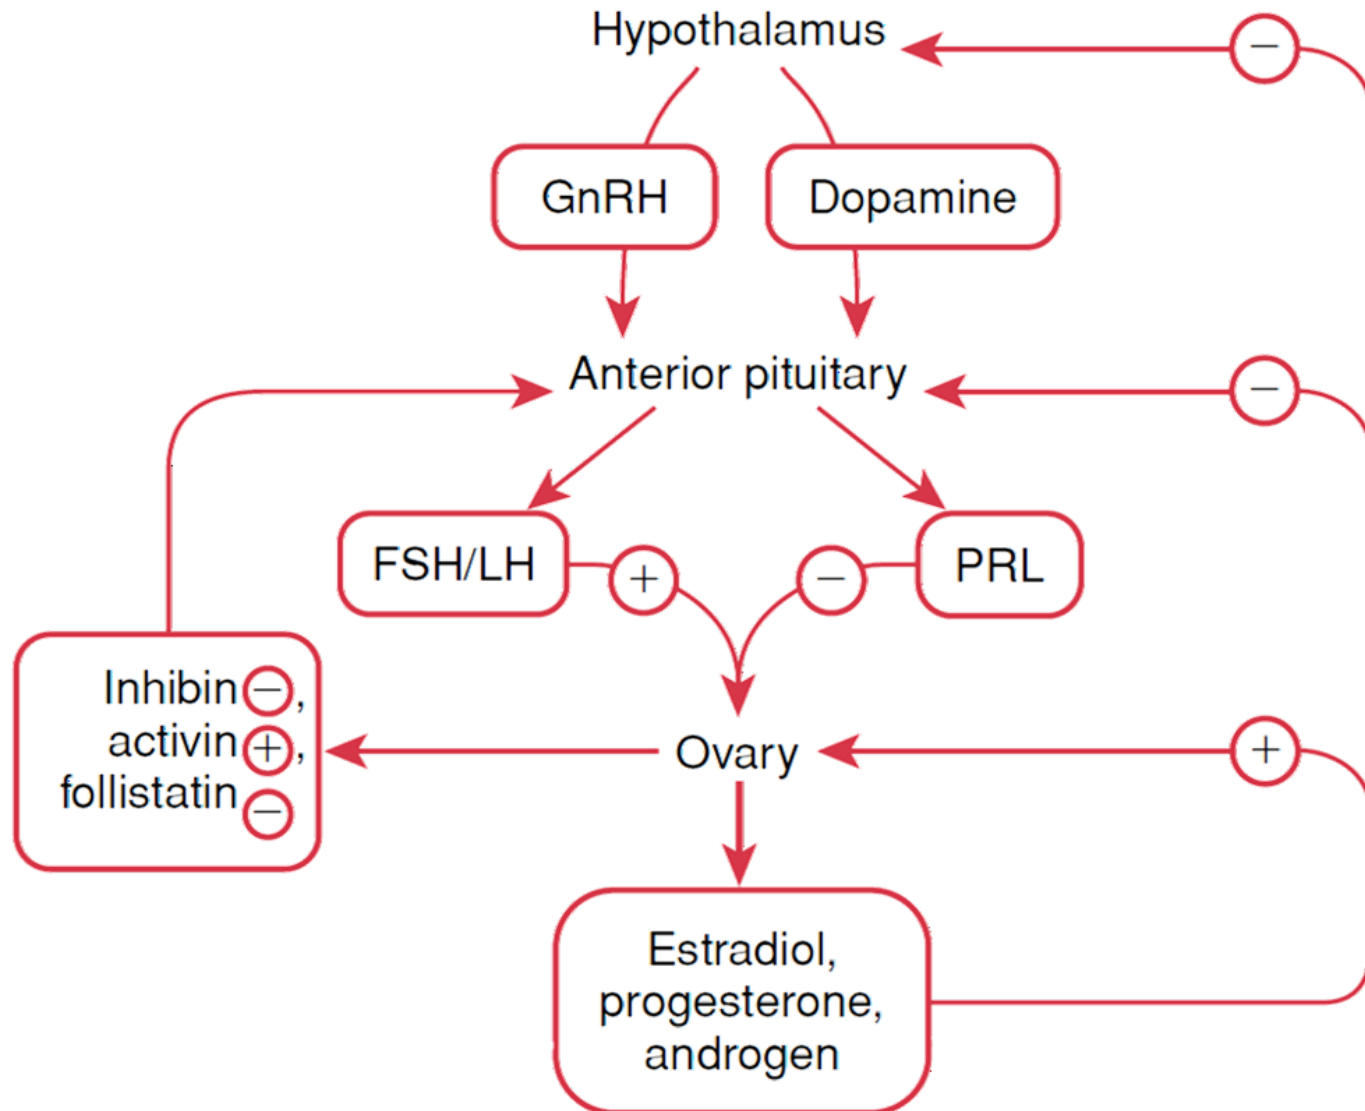 Hypothalamus
−
GnRH
Dopamine
Anterior pituitary
−
FSH/LH
+
−
PRL
Inhibin −,
activin +,
follistatin −
Ovary
+
Estradiol,
progesterone,
androgen